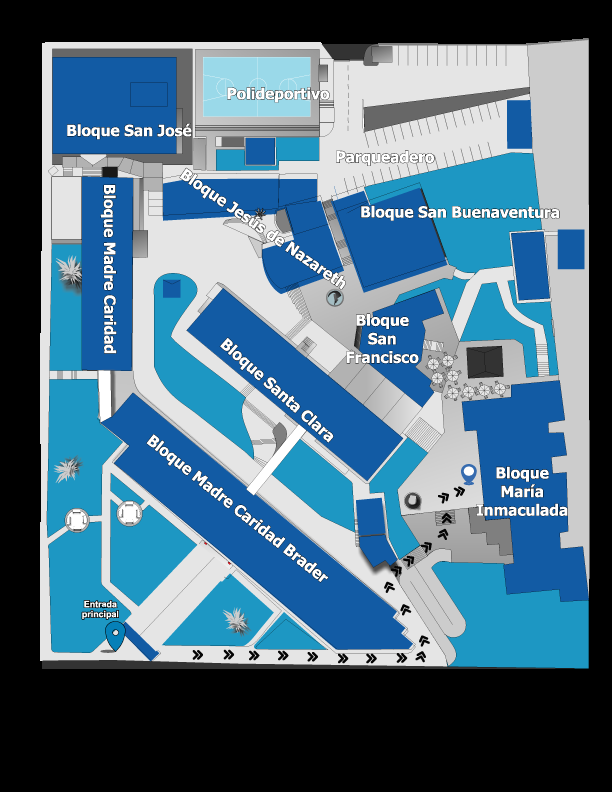 Polideportivo
Bloque San José
Parqueadero
Bloque Jesús de Nazareth
Bloque San Buenaventura
Bloque Madre Caridad
Bloque
San
Francisco
Bloque Santa Clara
Bloque Madre Caridad Brader
Bloque
María
Inmaculada
Entrada
principal